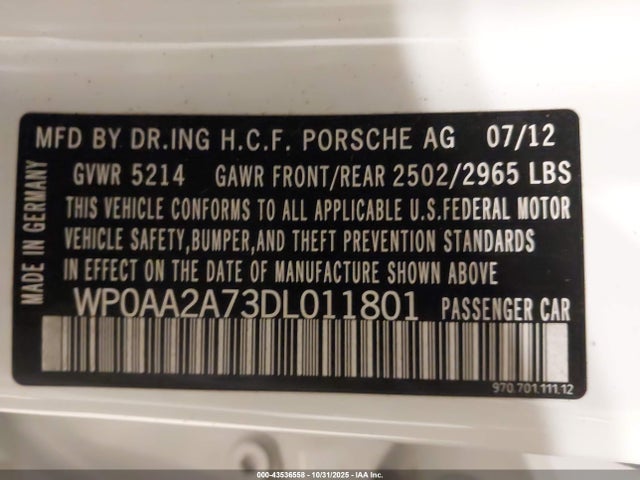 MFD BY DR.ING H.C.F. PORSCHE AG 07/12
GVWR 5214 GAWR FRONT/REAR 2502/2965 LBS
THIS VEHICLE CONFORMS TO ALL APPLICABLE U.S.FEDERAL MOTOR
VEHICLE SAFETY,BUMPER,AND THEFT PREVENTION STANDARDS
IN EFFECT ON THE DATE OF MANUFACTURE SHOWN ABOVE
MADE IN GERMANY
WP0AA2A73DL011801 PASSENGER CAR
970.701.111.12
000-43536558 - 10/31/2025 - IAAI, Inc.